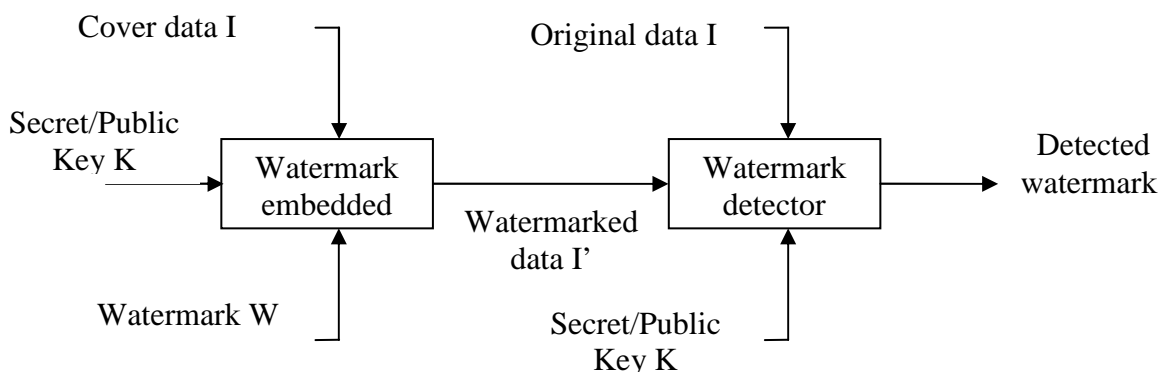 Cover data I
Original data I
Secret/Public
Key K
Watermark
embedded
Watermarked
data I’
Watermark
detector
Detected
watermark
Watermark W
Secret/Public
Key K